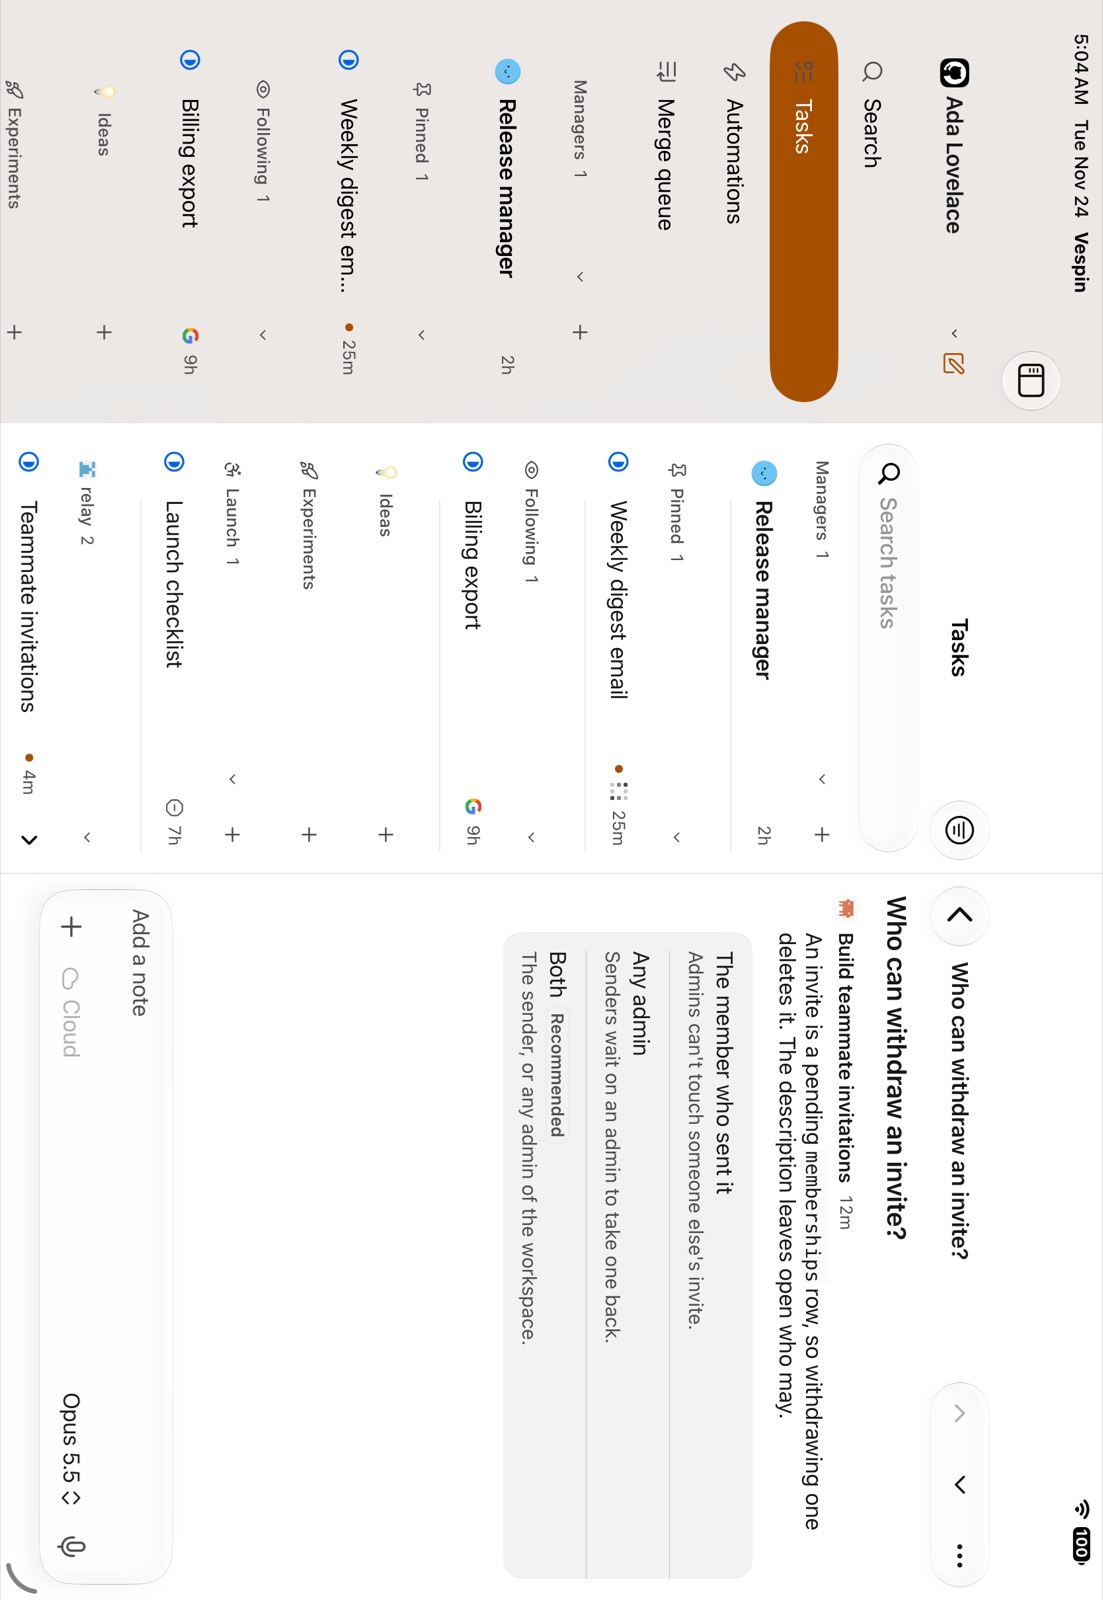 5:04 AM Tue Nov 24 Vespin
100
Ada Lovelace
Search
Tasks
Automations
Merge queue
Managers 1
Release manager 2h
Pinned 1
Weekly digest em... 25m
Following 1
Billing export 9h
Ideas
Experiments
Tasks
Search tasks
Managers 1
Release manager 2h
Pinned 1
Weekly digest email 25m
Following 1
Billing export 9h
Ideas
Experiments
Launch 1
Launch checklist 7h
relay 2
Teammate invitations 4m
Who can withdraw an invite?
Who can withdraw an invite?
Build teammate invitations 12m
An invite is a pending memberships row, so withdrawing one
deletes it. The description leaves open who may.
The member who sent it
Admins can't touch someone else's invite.
Any admin
Senders wait on an admin to take one back.
Both Recommended
The sender, or any admin of the workspace.
Add a note
Cloud
Opus 5.5